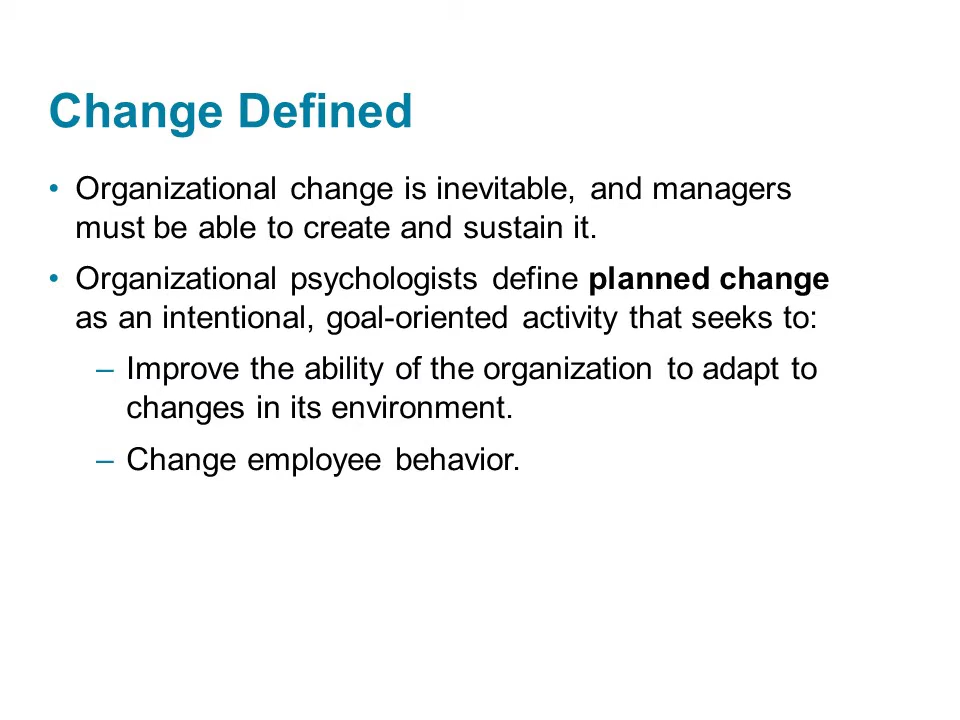 Change Defined
• Organizational change is inevitable, and managers
must be able to create and sustain it.
• Organizational psychologists define planned change
as an intentional, goal-oriented activity that seeks to:
– Improve the ability of the organization to adapt to
changes in its environment.
– Change employee behavior.